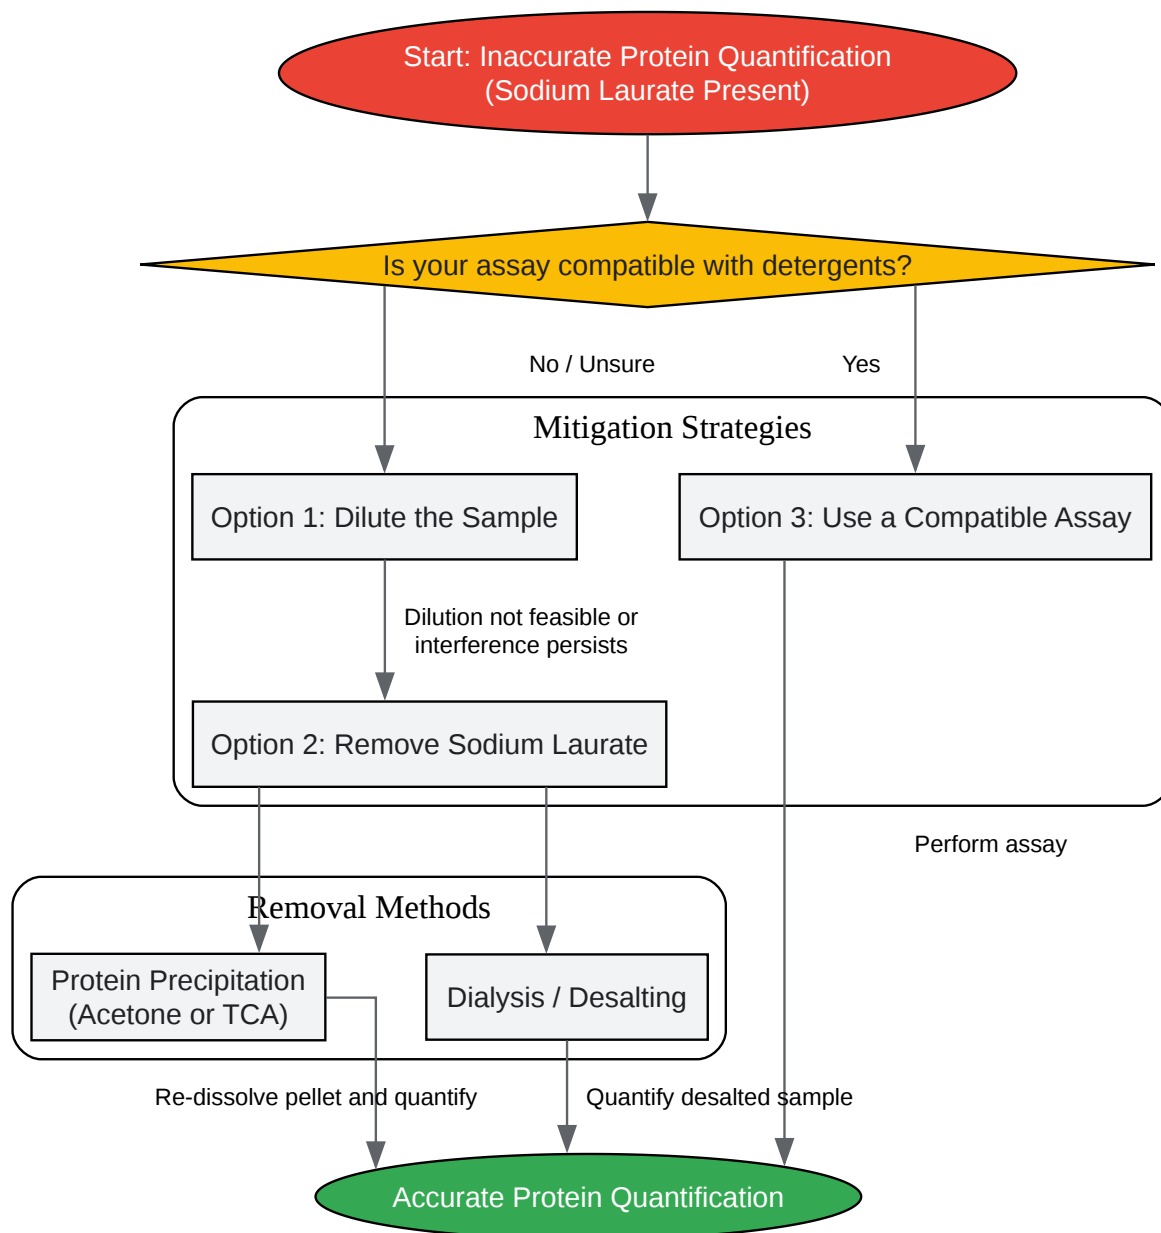 Start: Inaccurate Protein Quantification
(Sodium Laurate Present)
Is your assay compatible with detergents?
No / Unsure
Yes
Mitigation Strategies
Option 1: Dilute the Sample
Option 3: Use a Compatible Assay
Dilution not feasible or
interference persists
Option 2: Remove Sodium Laurate
Perform assay
Removal Methods
Protein Precipitation
(Acetone or TCA)
Dialysis / Desalting
Re-dissolve pellet and quantify
Quantify desalted sample
Accurate Protein Quantification